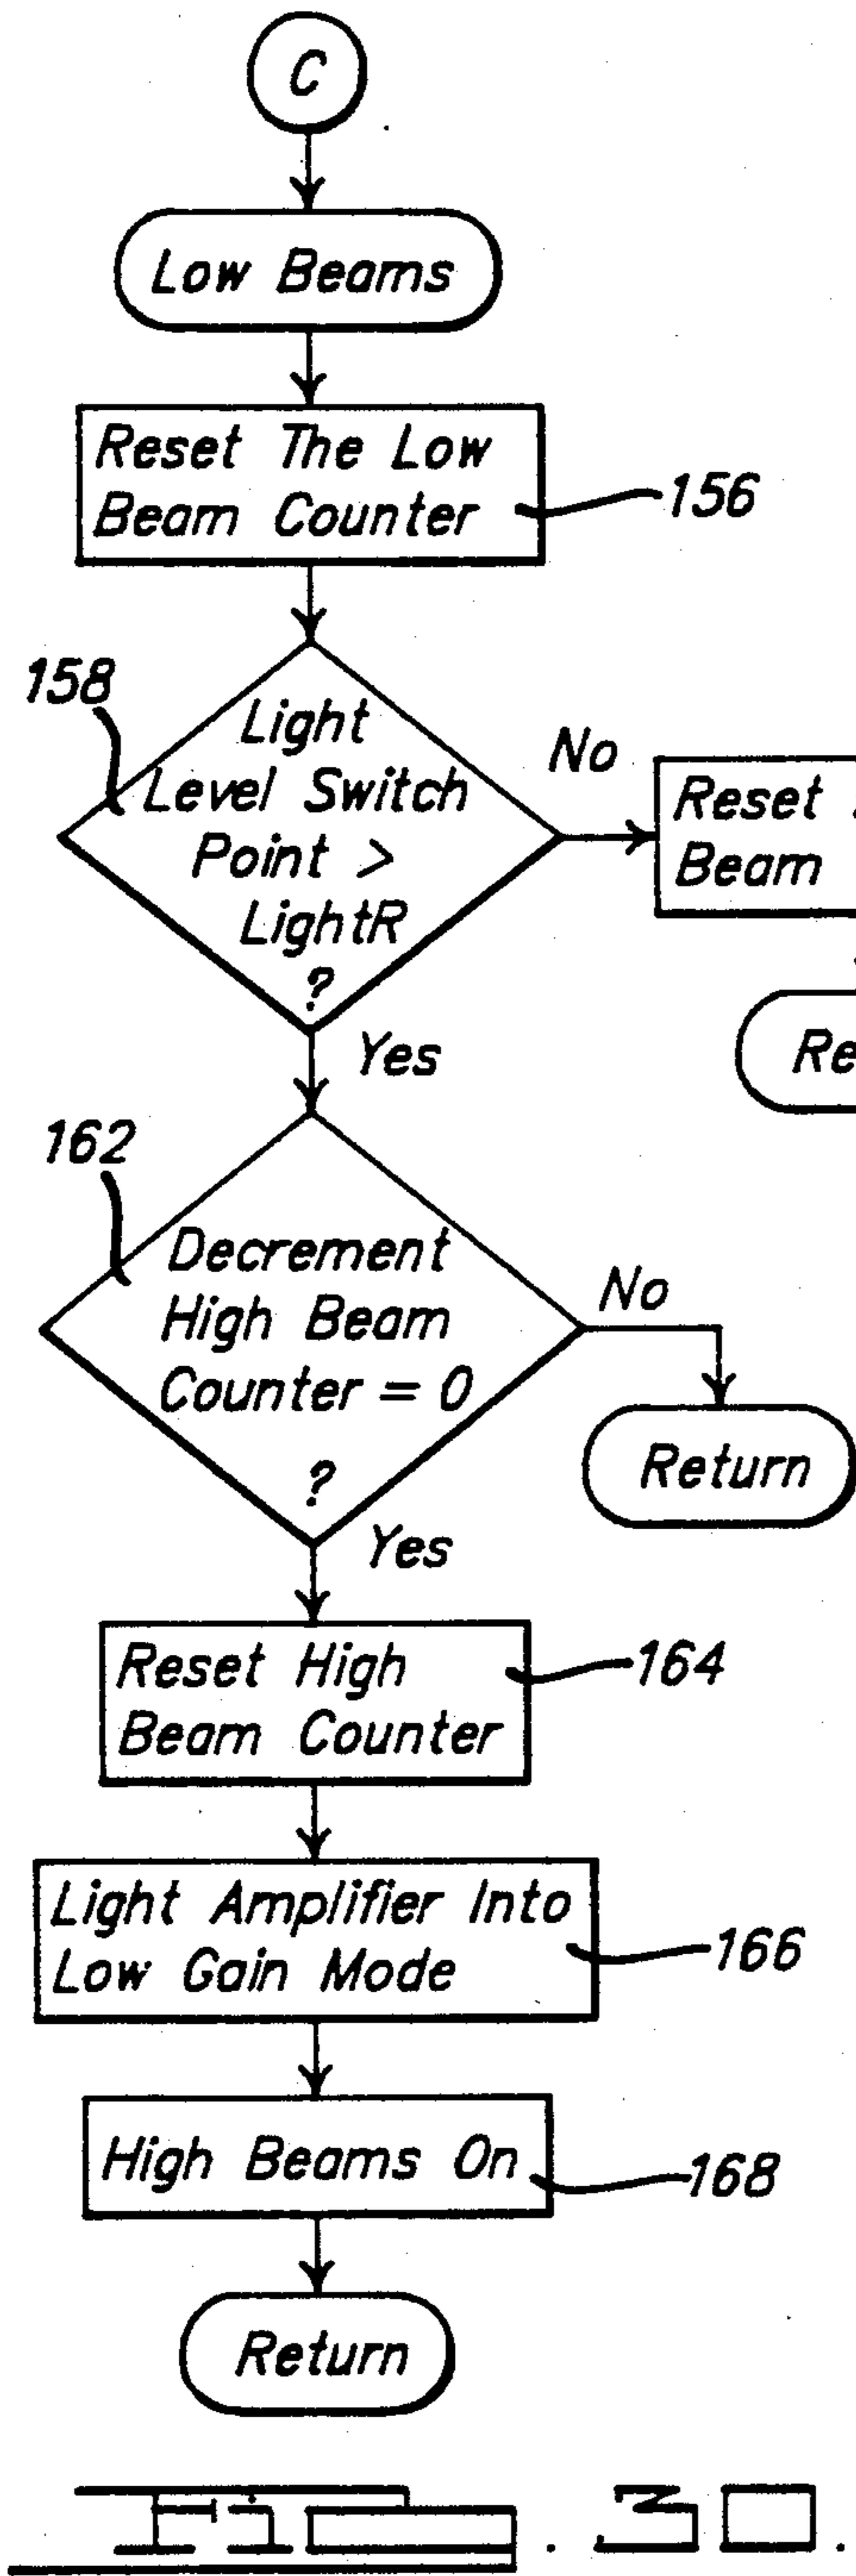 C
Low Beams
Reset The Low
Beam Counter
156
158
Light
Level Switch
Point >
LightR
?
No
Reset
Beam
Yes
162
Decrement
High Beam
Counter = 0
?
No
Return
Yes
Reset High
Beam Counter
164
Light Amplifier Into
Low Gain Mode
166
High Beams On
168
Return